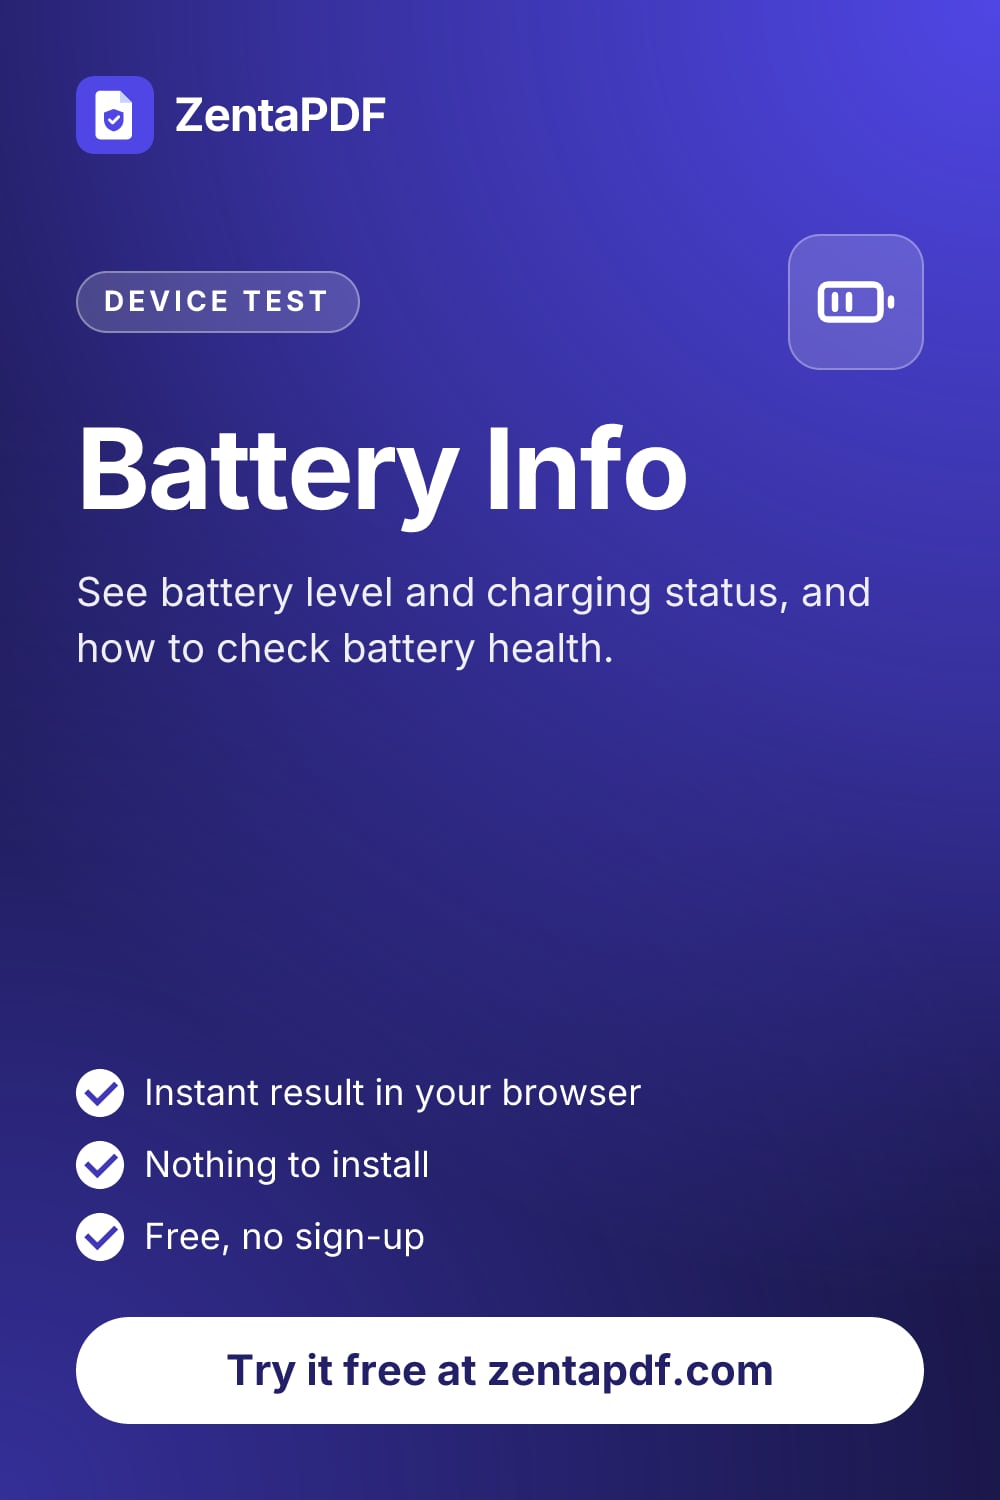 ZentaPDF
DEVICE TEST
Battery Info
See battery level and charging status, and
how to check battery health.
Instant result in your browser
Nothing to install
Free, no sign-up
Try it free at zentapdf.com